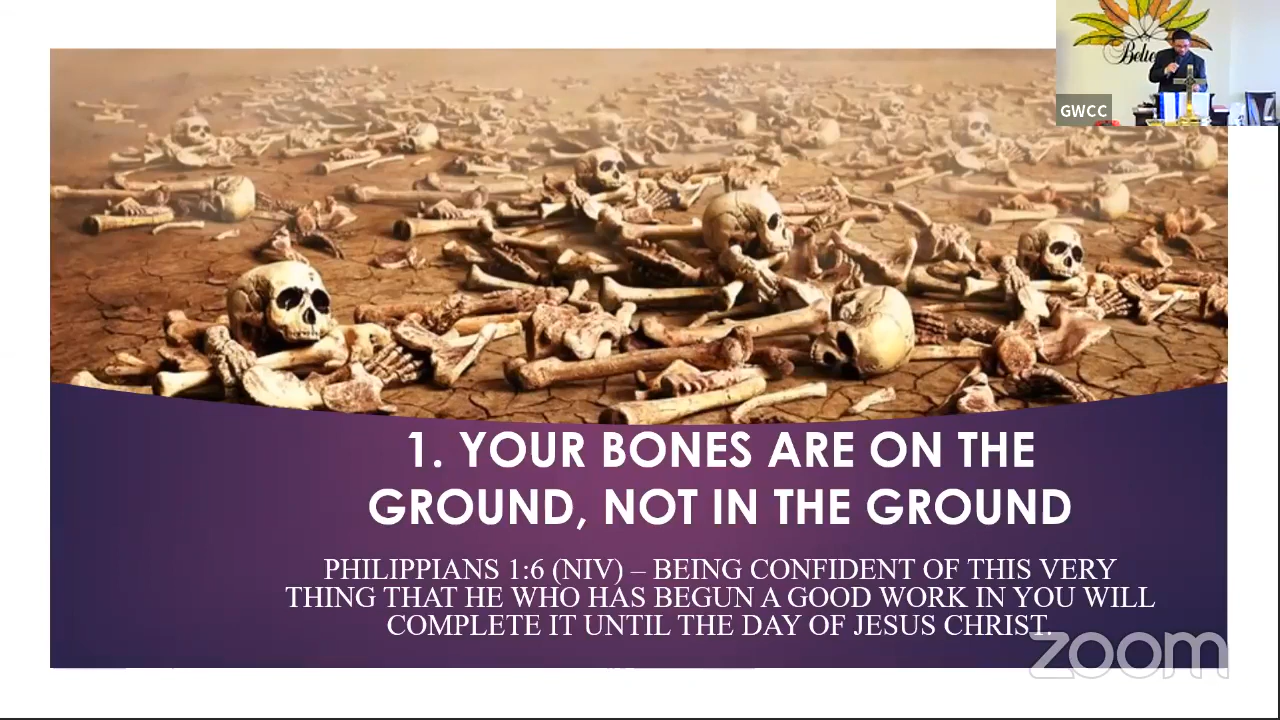 GWCC
1. YOUR BONES ARE ON THE
GROUND, NOT IN THE GROUND
PHILIPPIANS 1:6 (NIV) – BEING CONFIDENT OF THIS VERY
THING THAT HE WHO HAS BEGUN A GOOD WORK IN YOU WILL
COMPLETE IT UNTIL THE DAY OF JESUS CHRIST.
zoom